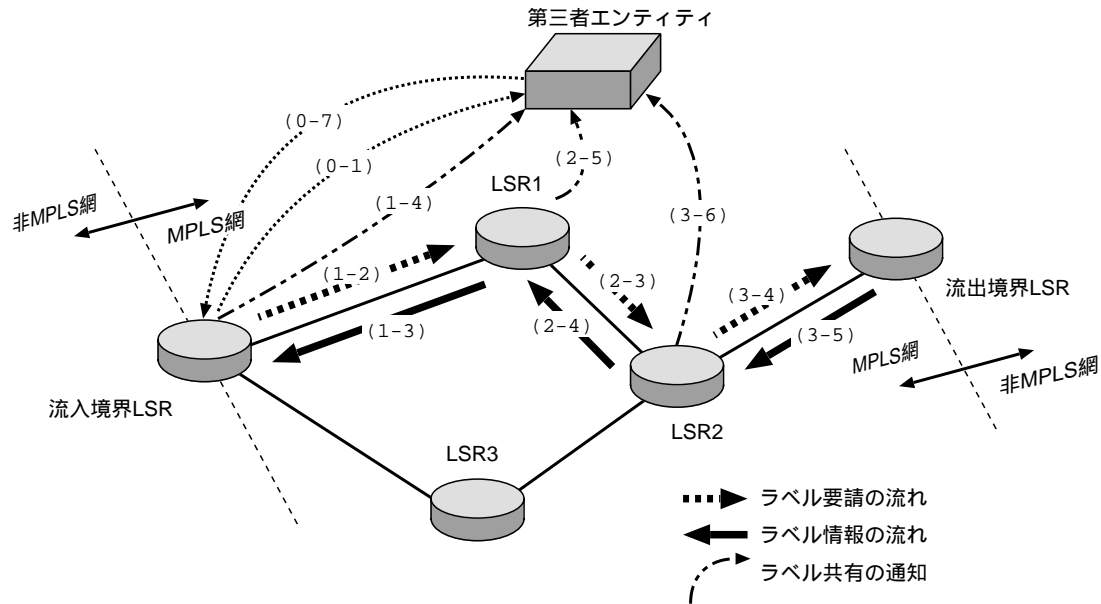 第三者エンティティ
(0-7)
(0-1)
(2-5)
LSR1
(1-4)
(3-6)
非MPLS網
MPLS網
(1-2)
(2-3)
(3-4)
流出境界LSR
(1-3)
(2-4)
(3-5)
MPLS網
非MPLS網
流入境界LSR
LSR2
LSR3
ラベル要請の流れ
ラベル情報の流れ
ラベル共有の通知